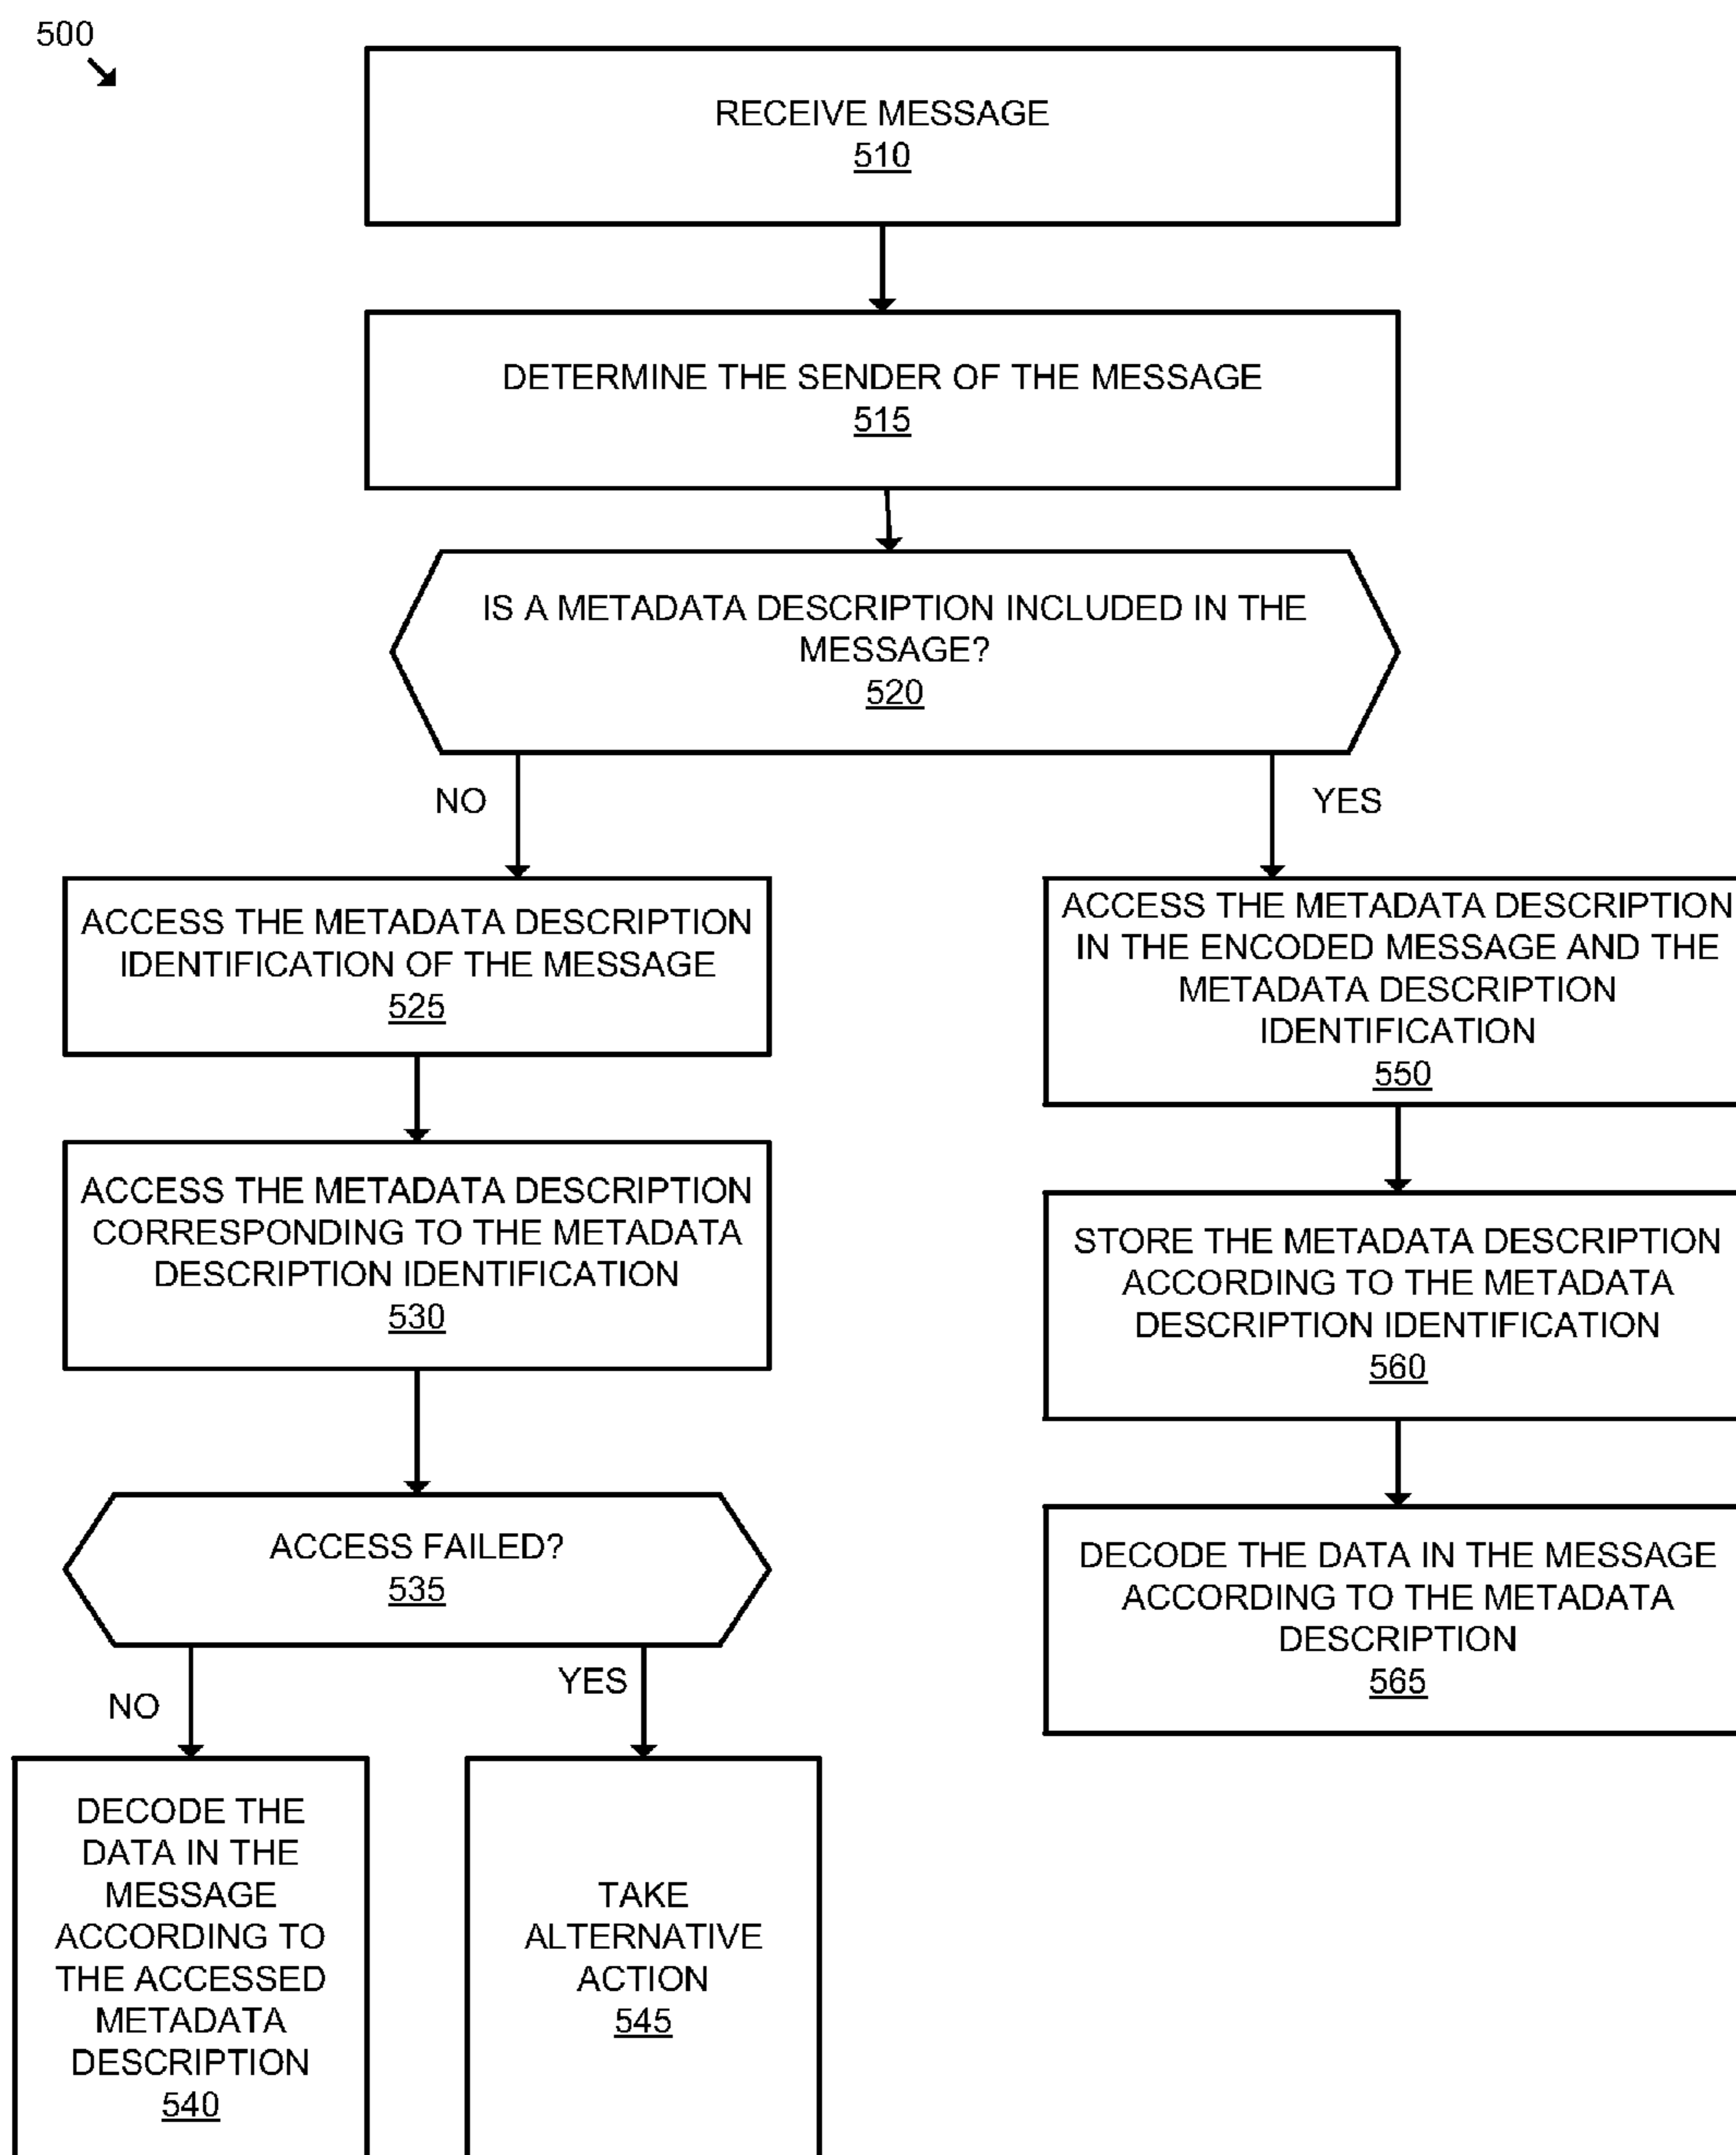 500
RECEIVE MESSAGE
510
DETERMINE THE SENDER OF THE MESSAGE
515
IS A METADATA DESCRIPTION INCLUDED IN THE
MESSAGE?
520
NO
YES
ACCESS THE METADATA DESCRIPTION
IDENTIFICATION OF THE MESSAGE
525
ACCESS THE METADATA DESCRIPTION
IN THE ENCODED MESSAGE AND THE
METADATA DESCRIPTION
IDENTIFICATION
550
ACCESS THE METADATA DESCRIPTION
CORRESPONDING TO THE METADATA
DESCRIPTION IDENTIFICATION
530
STORE THE METADATA DESCRIPTION
ACCORDING TO THE METADATA
DESCRIPTION IDENTIFICATION
560
ACCESS FAILED?
535
DECODE THE DATA IN THE MESSAGE
ACCORDING TO THE METADATA
DESCRIPTION
565
NO
YES
DECODE THE
DATA IN THE
MESSAGE
ACCORDING TO
THE ACCESSED
METADATA
DESCRIPTION
540
TAKE
ALTERNATIVE
ACTION
545